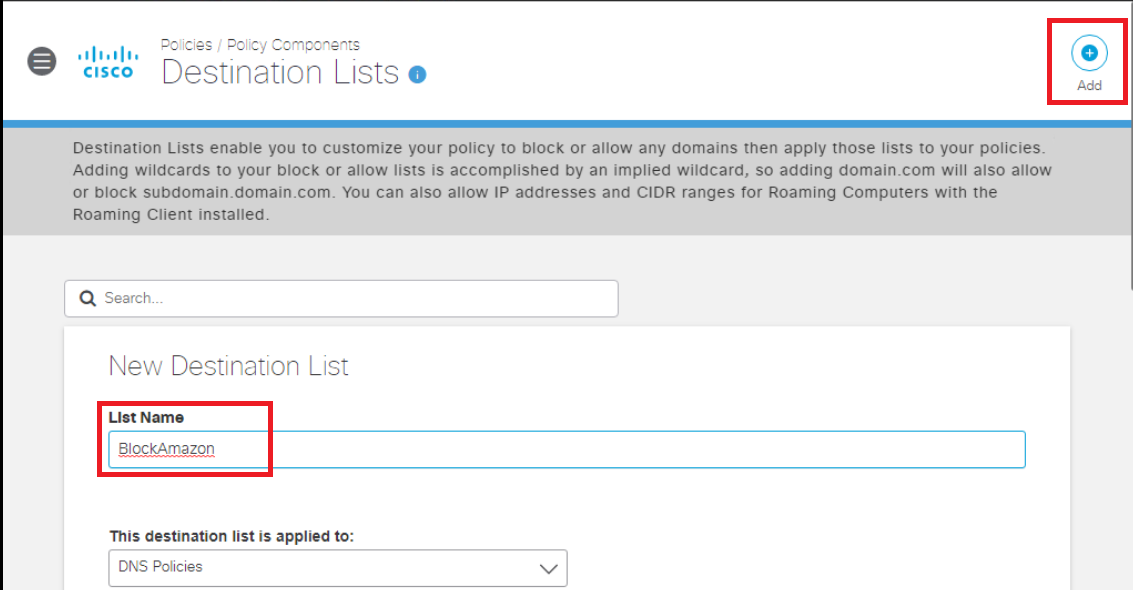 Policies / Policy Components
CISCO
Destination Lists
i
Add
Destination Lists enable you to customize your policy to block or allow any domains then apply those lists to your policies.
Adding wildcards to your block or allow lists is accomplished by an implied wildcard, so adding domain.com will also allow
or block subdomain.domain.com. You can also allow IP addresses and CIDR ranges for Roaming Computers with the
Roaming Client installed.
Search...
New Destination List
List Name
BlockAmazon
This destination list is applied to:
DNS Policies